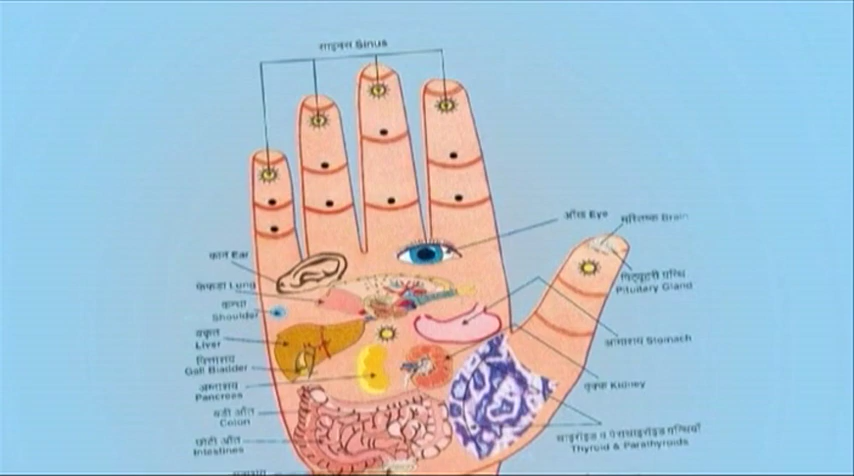 साइनस Sinus
आँख Eye
मस्तिष्क Brain
कान Ear
पिट्यूटरी ग्रन्थि
Pituitary Gland
फेफड़ा Lung
कन्धा
Shoulder
यकृत
Liver
आमाशय Stomach
पित्ताशय
Gall Bladder
वृक्क Kidney
अग्नाशय
Pancreas
बड़ी आँत
Colon
थाइरॉइड व पैराथाइरॉइड ग्रन्थियाँ
Thyroid & Parathyroids
छोटी आँत
Intestines